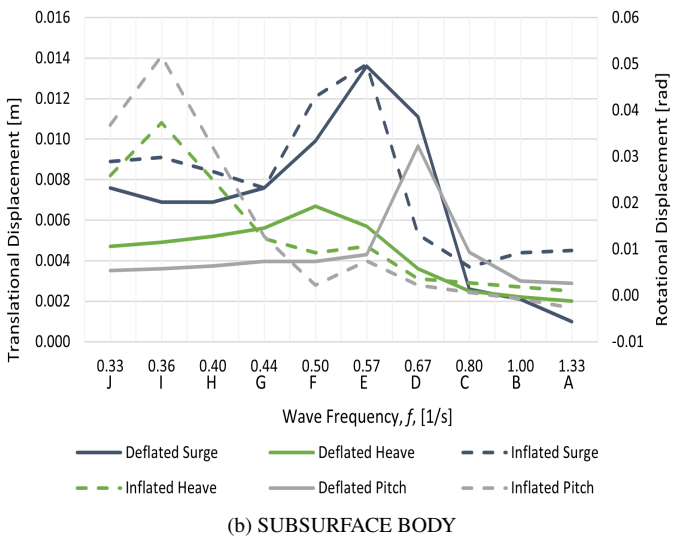 0.016
0.014
0.012
0.010
0.008
0.006
0.004
0.002
0.000
Translational Displacement [m]
0.06
0.05
0.04
0.03
0.02
0.01
0.00
-0.01
Rotational Displacement [rad]
0.33 0.36 0.40 0.44 0.50 0.57 0.67 0.80 1.00 1.33
J I H G F E D C B A
Wave Frequency, f, [1/s]
Deflated Surge Deflated Heave Inflated Surge
Inflated Heave Deflated Pitch Inflated Pitch
(b) SUBSURFACE BODY